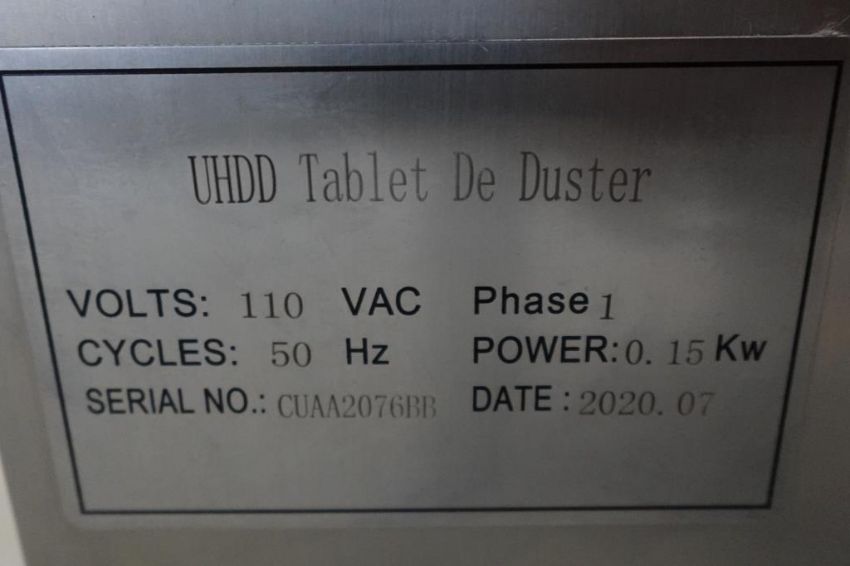 UHDD Tablet De Duster
VOLTS: 110 VAC Phase 1
CYCLES: 50 Hz POWER: 0.15 Kw
SERIAL NO.: CUAA2076BB DATE: 2020.07